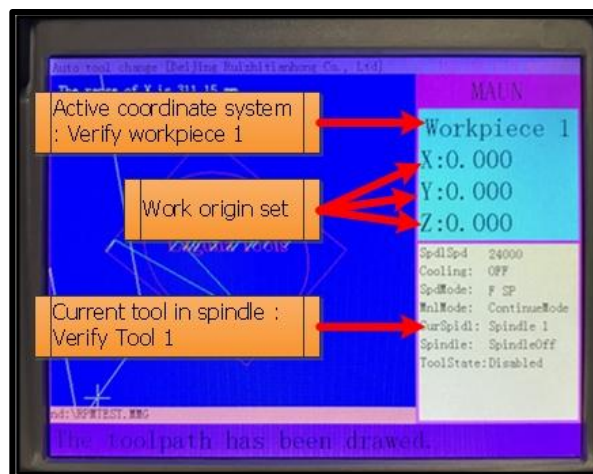 Auto tool change [Beijing Ruizhitianhong Co., Ltd]
The range of X is 311.15 mm
MAUN
Active coordinate system
: Verify workpiece 1
Workpiece 1
X:0.000
Work origin set
Y:0.000
Z:0.000
SpdlSpd 24000
Cooling: OFF
SpdMode: F SP
MnlMode: ContinueMode
Current tool in spindle :
Verify Tool 1
CurSpidl: Spindle 1
Spindle: SpindleOff
ToolState:Disabled
nd:\RPMTEST.MMG
The toolpath has been drawed.